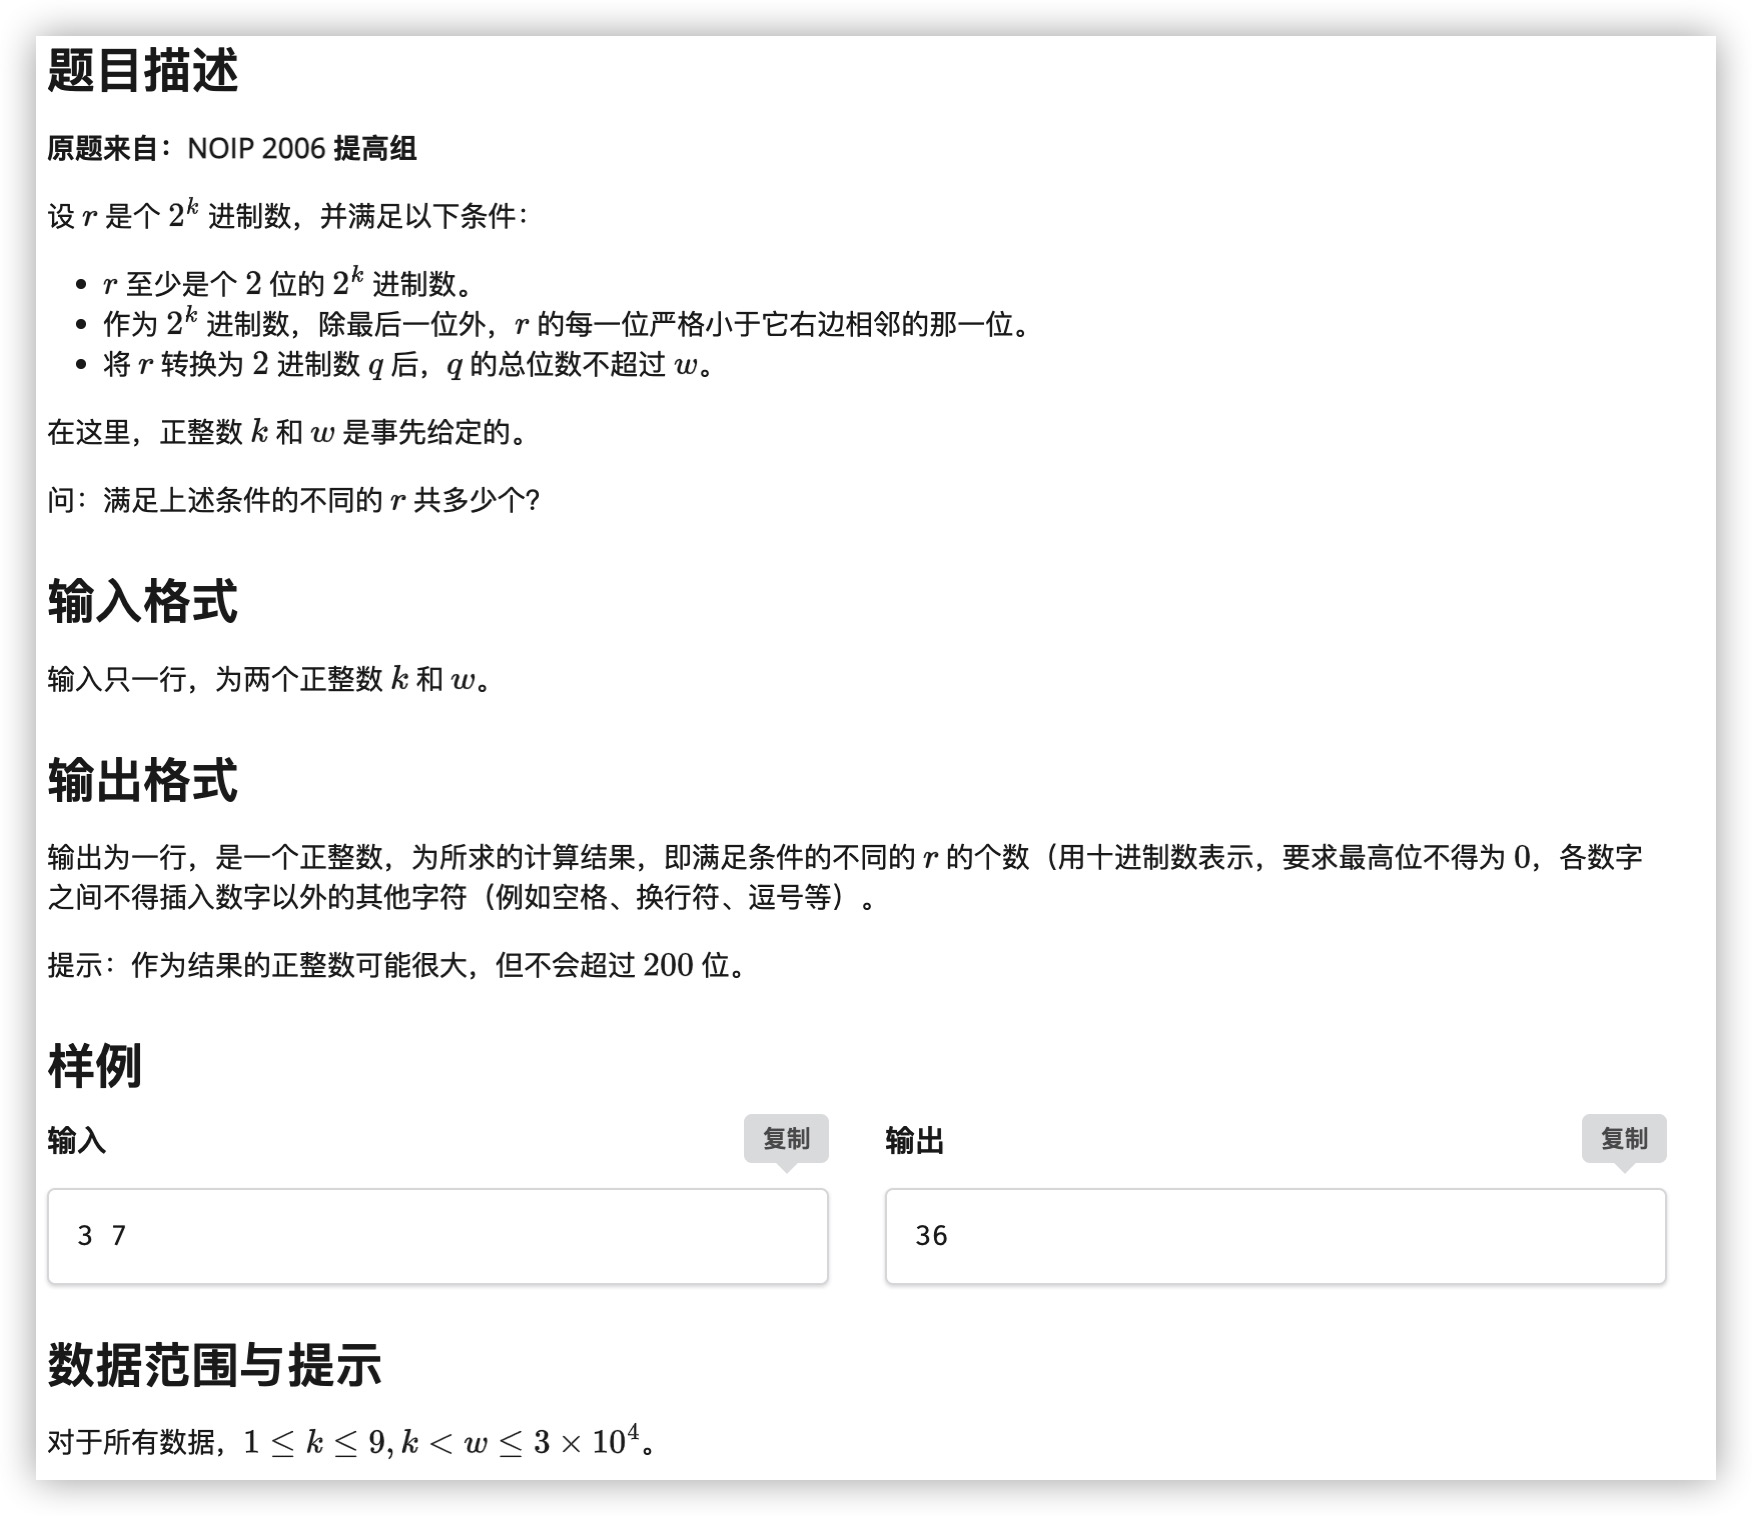 题目描述
原题来自：NOIP 2006 提高组
设 r 是个 2^k 进制数，并满足以下条件：
• r 至少是个 2 位的 2^k 进制数。
• 作为 2^k 进制数，除最后一位外，r 的每一位严格小于它右边相邻的那一位。
• 将 r 转换为 2 进制数 q 后，q 的总位数不超过 w。
在这里，正整数 k 和 w 是事先给定的。
问：满足上述条件的不同的 r 共多少个？
输入格式
输入只一行，为两个正整数 k 和 w。
输出格式
输出为一行，是一个正整数，为所求的计算结果，即满足条件的不同的 r 的个数（用十进制数表示，要求最高位不得为 0，各数字
之间不得插入数字以外的其他字符（例如空格、换行符、逗号等）。
提示：作为结果的正整数可能很大，但不会超过 200 位。
样例
输入
复制
3 7
输出
复制
36
数据范围与提示
对于所有数据，1 ≤ k ≤ 9, k < w ≤ 3 × 10^4。